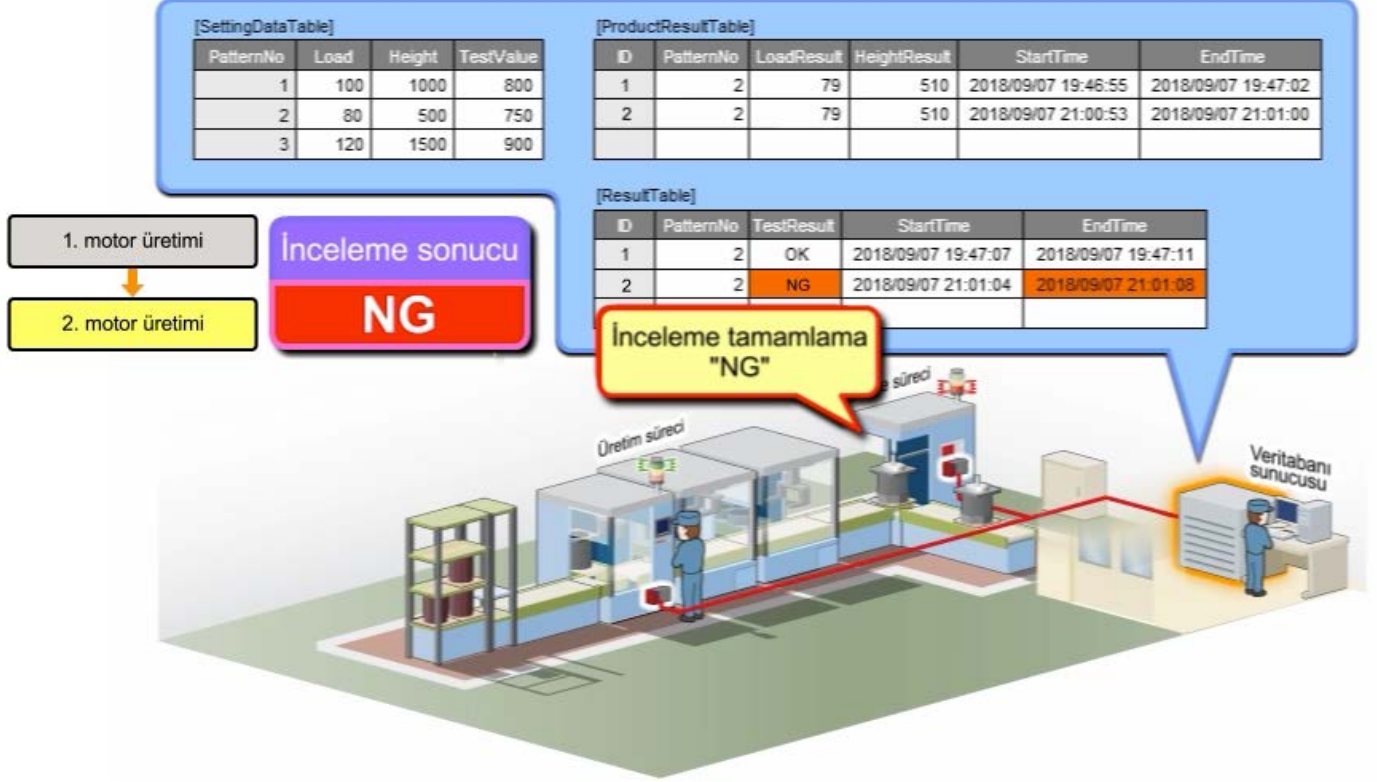 [SettingDataTable]
PatternNo Load Height TestValue
1 100 1000 800
2 80 500 750
3 120 1500 900
[ProductResultTable]
ID PatternNo LoadResult HeightResult StartTime EndTime
1 2 79 510 2018/09/07 19:46:55 2018/09/07 19:47:02
2 2 79 510 2018/09/07 21:00:53 2018/09/07 21:01:00
[ResultTable]
ID PatternNo TestResult StartTime EndTime
1 2 OK 2018/09/07 19:47:07 2018/09/07 19:47:11
2 2 NG 2018/09/07 21:01:04 2018/09/07 21:01:08
1. motor üretimi
2. motor üretimi
İnceleme sonucu
NG
İnceleme tamamlama
"NG"
süreci
Üretim süreci
Veritabanı
sunucusu